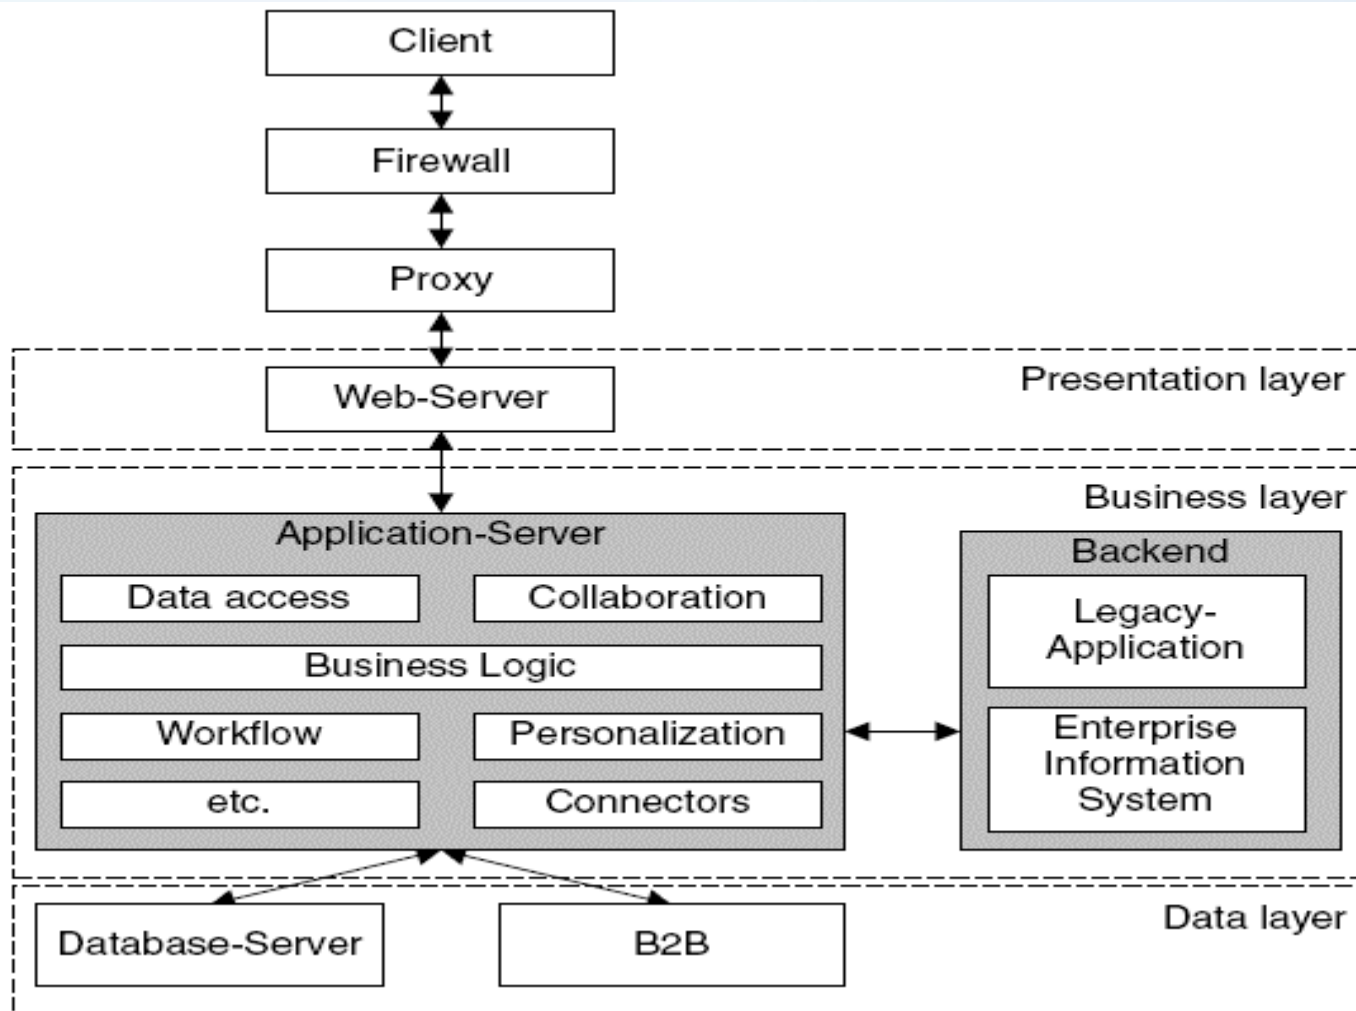 Client
Firewall
Proxy
Presentation layer
Web-Server
Business layer
Application-Server
Data access
Collaboration
Business Logic
Workflow
Personalization
etc.
Connectors
Backend
Legacy-
Application
Enterprise
Information
System
Data layer
Database-Server
B2B